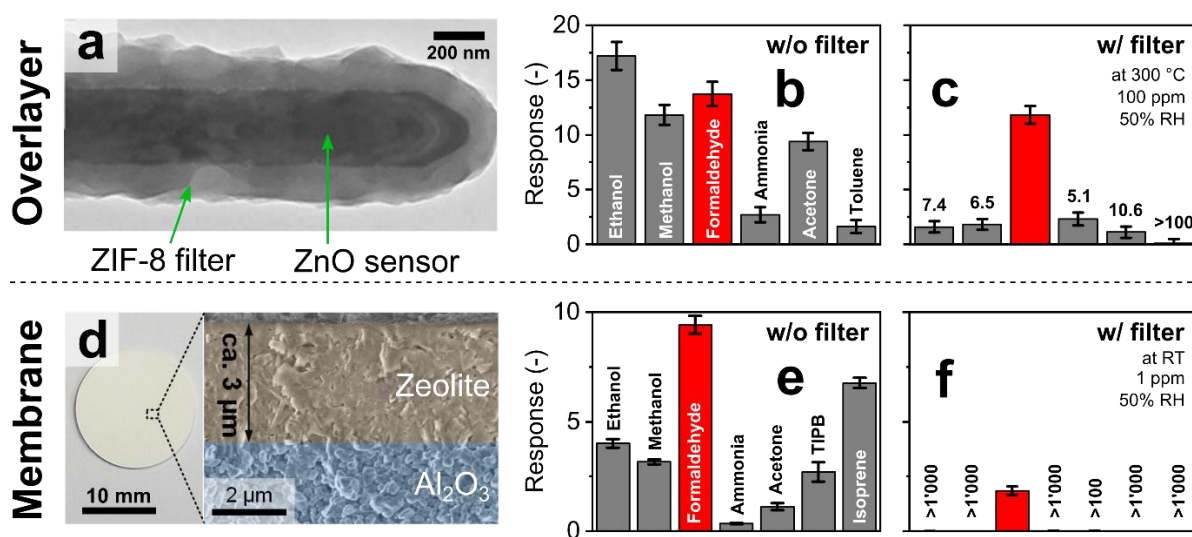 Overlayer
a
200 nm
ZIF-8 filter
ZnO sensor
Response (-)
20
15
10
5
0
w/o filter
b
Ethanol
Methanol
Formaldehyde
Ammonia
Acetone
Toluene
w/ filter
at 300 °C
100 ppm
50% RH
c
7.4
6.5
5.1
10.6
>100
Membrane
d
10 mm
ca. 3 µm
Zeolite
Al₂O₃
2 µm
Response (-)
10
5
0
w/o filter
e
Ethanol
Methanol
Formaldehyde
Ammonia
Acetone
TIPB
Isoprene
w/ filter
at RT
1 ppm
50% RH
f
>1'000
>1'000
>1'000
>100
>1'000
>1'000